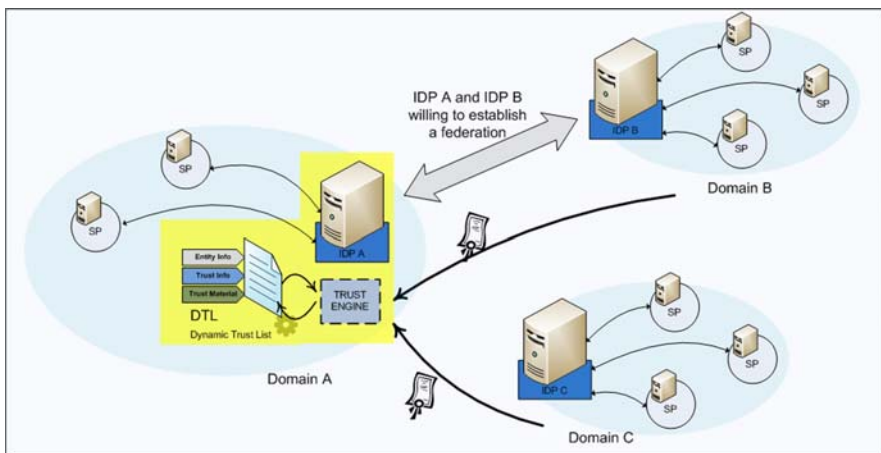 IDP A and IDP B
willing to establish
a federation
SP
SP
IDP A
Entity Info
Trust Info
Trust Material
DTL
Dynamic Trust List
TRUST
ENGINE
Domain A
SP
SP
SP
IDP B
Domain B
SP
SP
SP
IDP C
Domain C